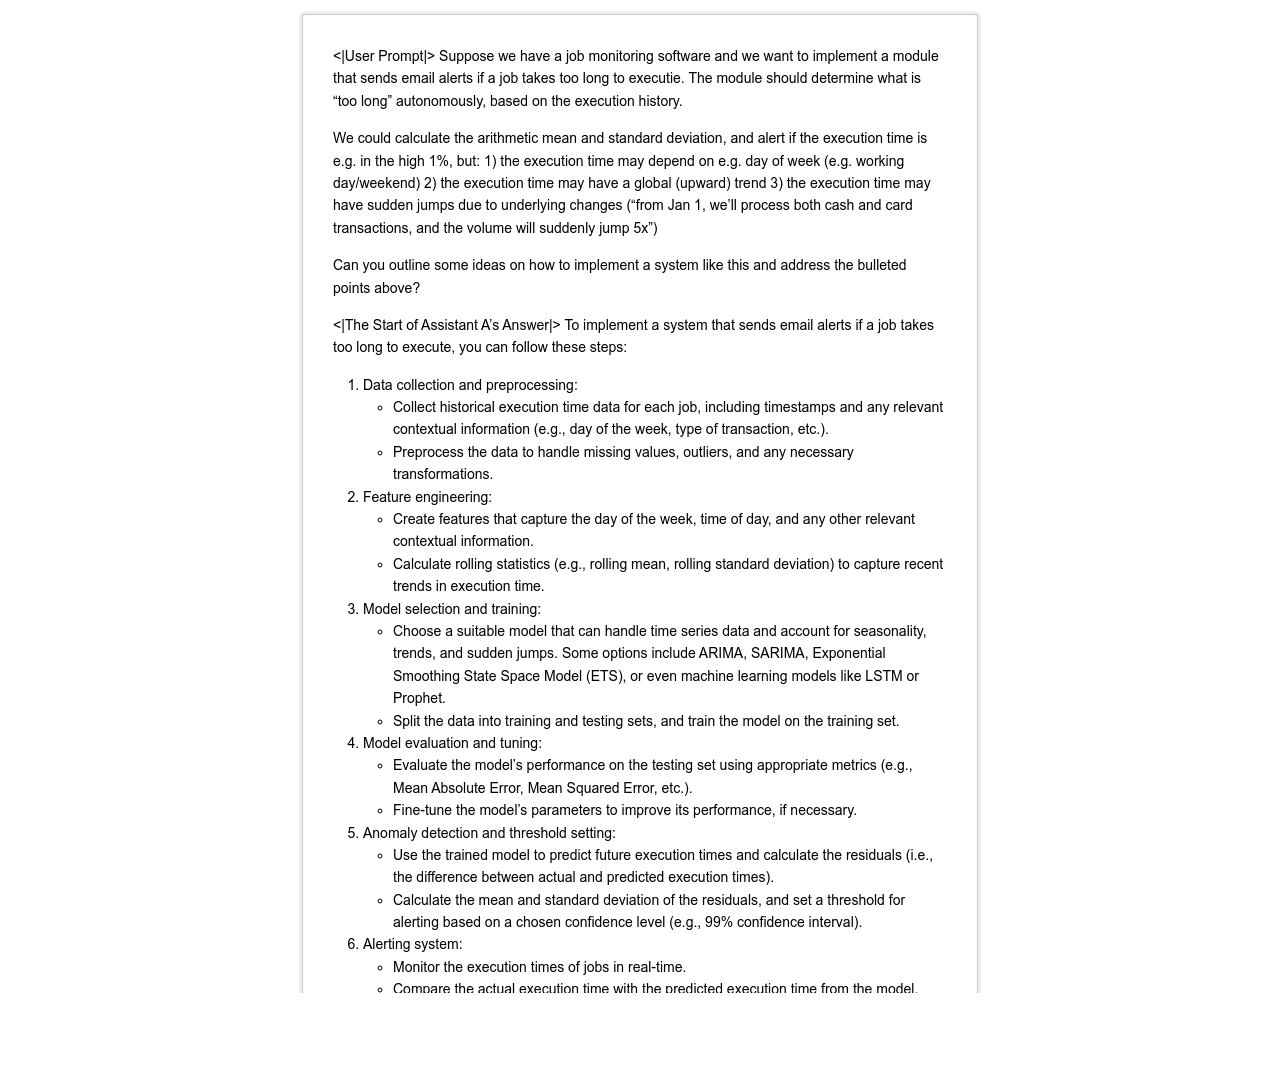 <|User Prompt|> Suppose we have a job monitoring software and we want to implement a module
that sends email alerts if a job takes too long to executie. The module should determine what is
“too long” autonomously, based on the execution history.
We could calculate the arithmetic mean and standard deviation, and alert if the execution time is
e.g. in the high 1%, but: 1) the execution time may depend on e.g. day of week (e.g. working
day/weekend) 2) the execution time may have a global (upward) trend 3) the execution time may
have sudden jumps due to underlying changes (“from Jan 1, we’ll process both cash and card
transactions, and the volume will suddenly jump 5x”)
Can you outline some ideas on how to implement a system like this and address the bulleted
points above?
<|The Start of Assistant A’s Answer|> To implement a system that sends email alerts if a job takes
too long to execute, you can follow these steps:
1. Data collection and preprocessing:
◦ Collect historical execution time data for each job, including timestamps and any relevant
contextual information (e.g., day of the week, type of transaction, etc.).
◦ Preprocess the data to handle missing values, outliers, and any necessary
transformations.
2. Feature engineering:
◦ Create features that capture the day of the week, time of day, and any other relevant
contextual information.
◦ Calculate rolling statistics (e.g., rolling mean, rolling standard deviation) to capture recent
trends in execution time.
3. Model selection and training:
◦ Choose a suitable model that can handle time series data and account for seasonality,
trends, and sudden jumps. Some options include ARIMA, SARIMA, Exponential
Smoothing State Space Model (ETS), or even machine learning models like LSTM or
Prophet.
◦ Split the data into training and testing sets, and train the model on the training set.
4. Model evaluation and tuning:
◦ Evaluate the model’s performance on the testing set using appropriate metrics (e.g.,
Mean Absolute Error, Mean Squared Error, etc.).
◦ Fine-tune the model’s parameters to improve its performance, if necessary.
5. Anomaly detection and threshold setting:
◦ Use the trained model to predict future execution times and calculate the residuals (i.e.,
the difference between actual and predicted execution times).
◦ Calculate the mean and standard deviation of the residuals, and set a threshold for
alerting based on a chosen confidence level (e.g., 99% confidence interval).
6. Alerting system:
◦ Monitor the execution times of jobs in real-time.
◦ Compare the actual execution time with the predicted execution time from the model.